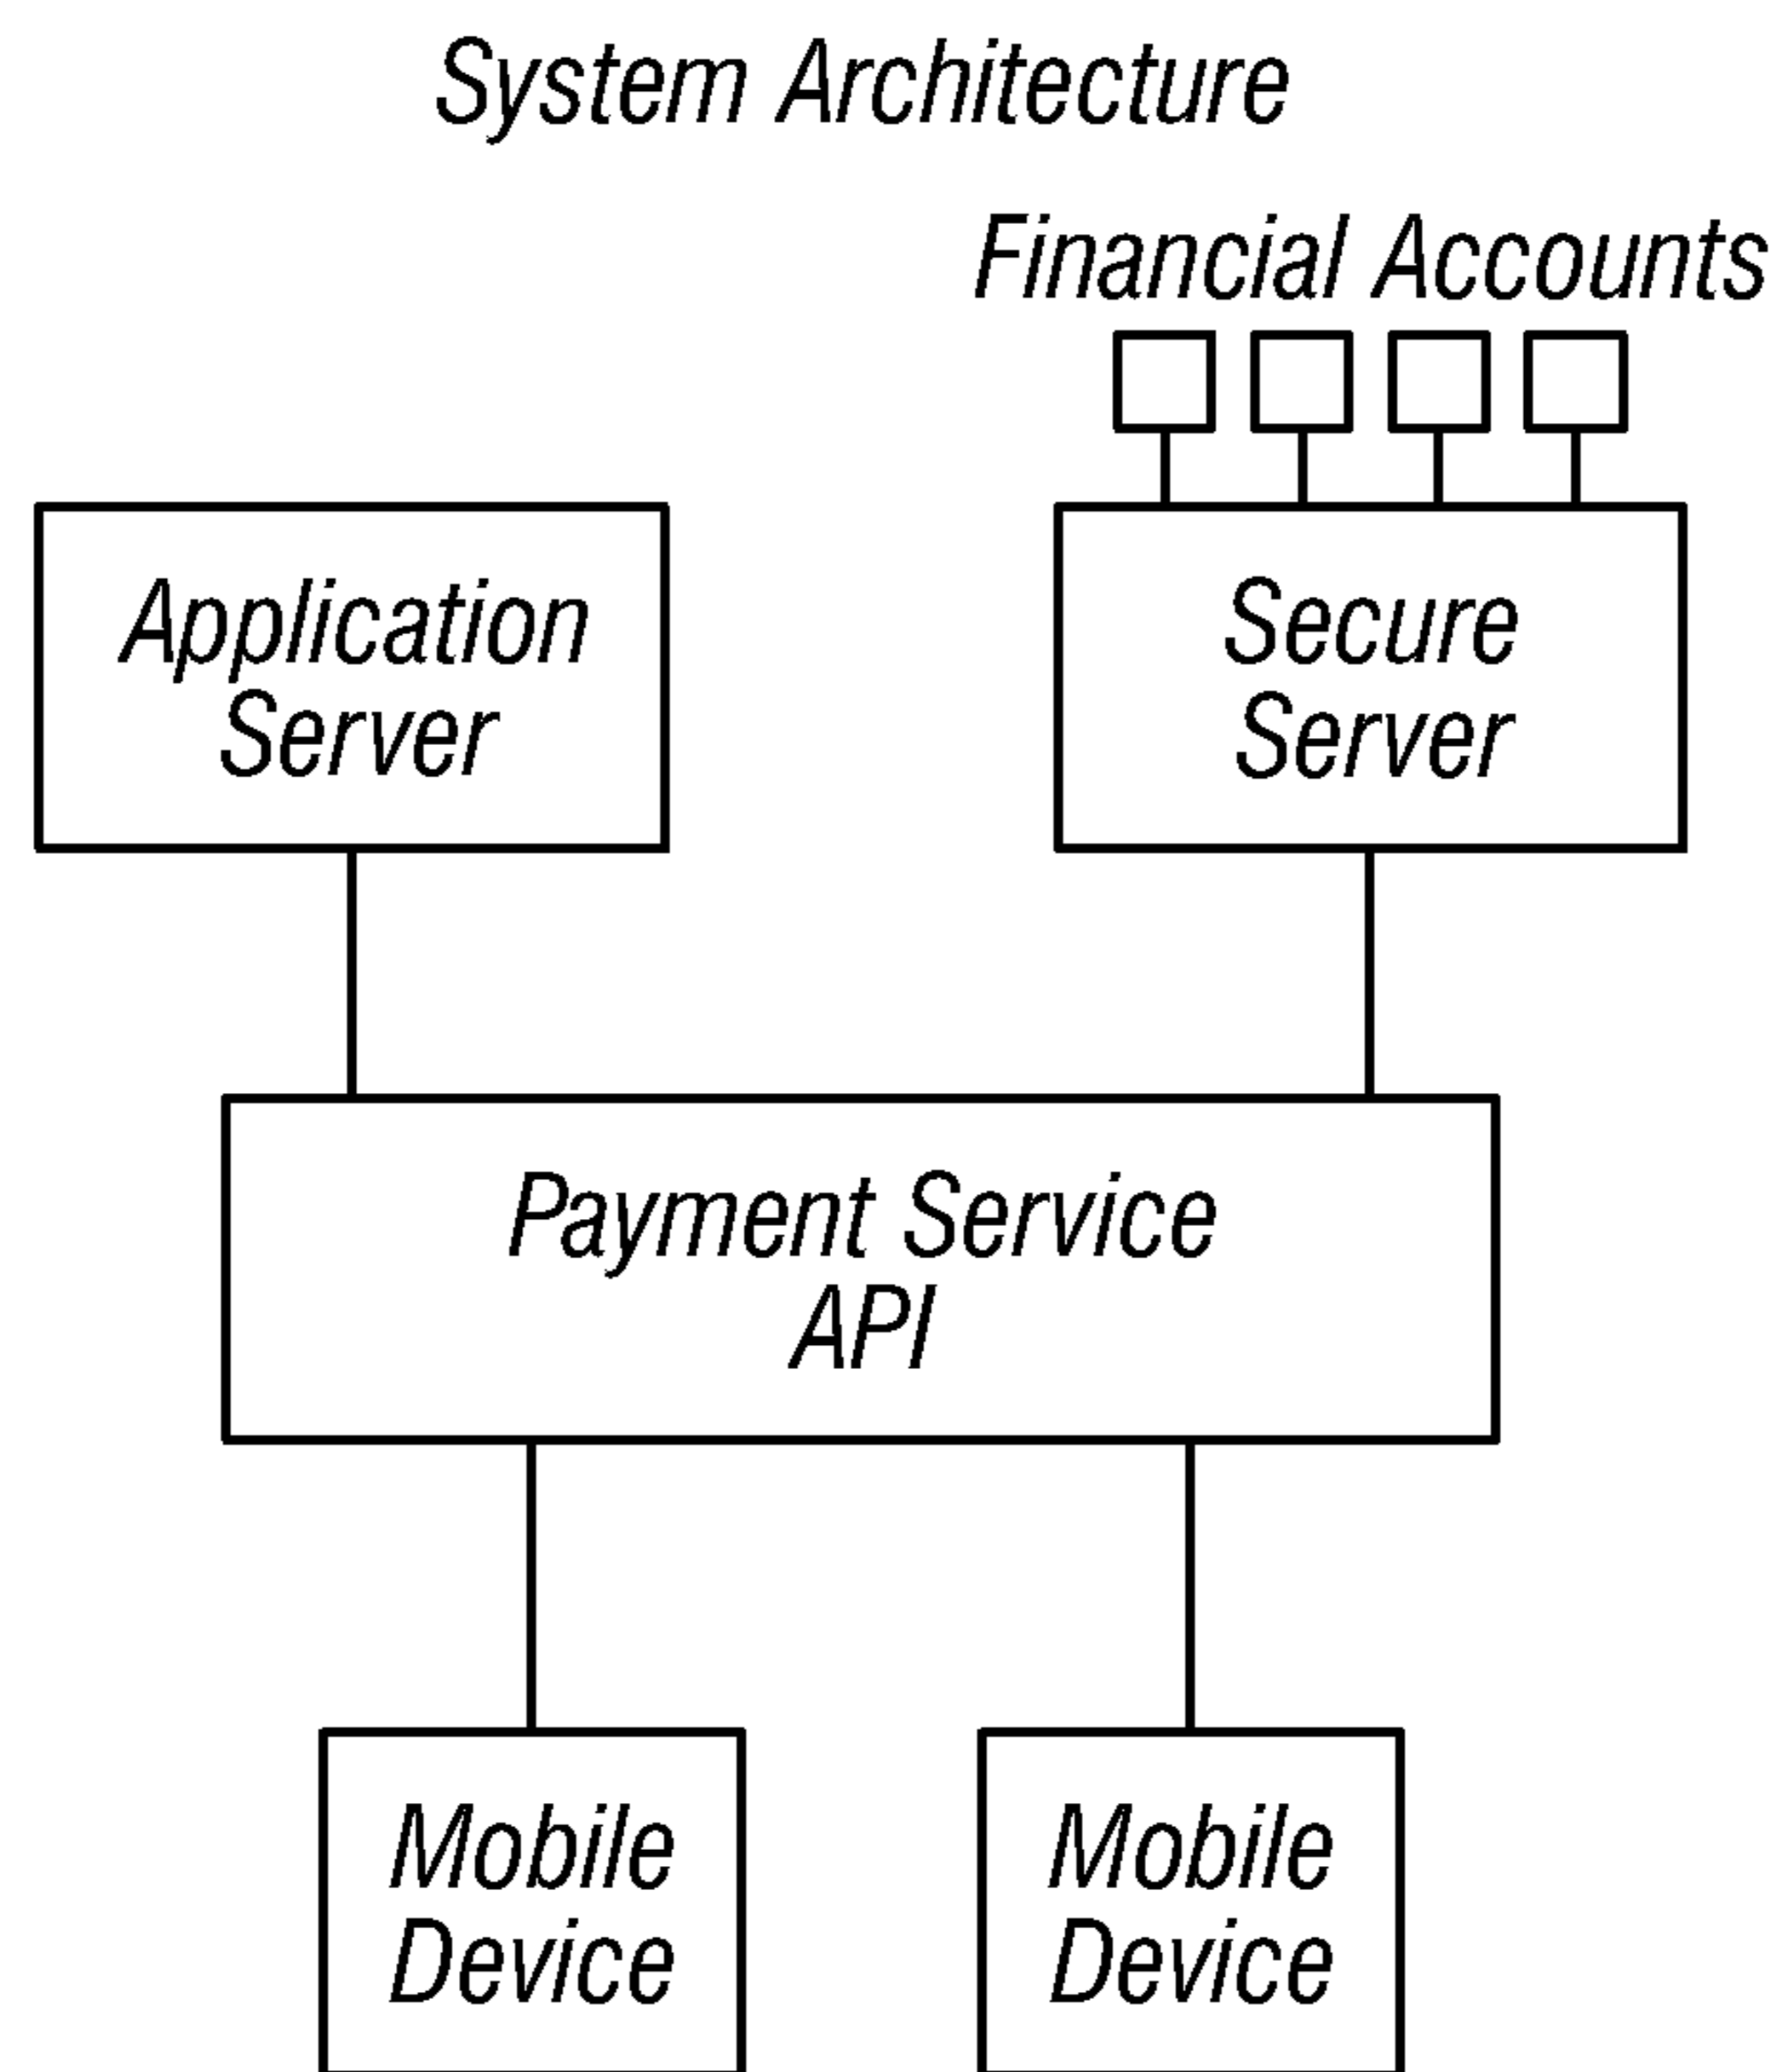 System Architecture
Financial Accounts
Application
Server
Secure
Server
Payment Service
API
Mobile
Device
Mobile
Device